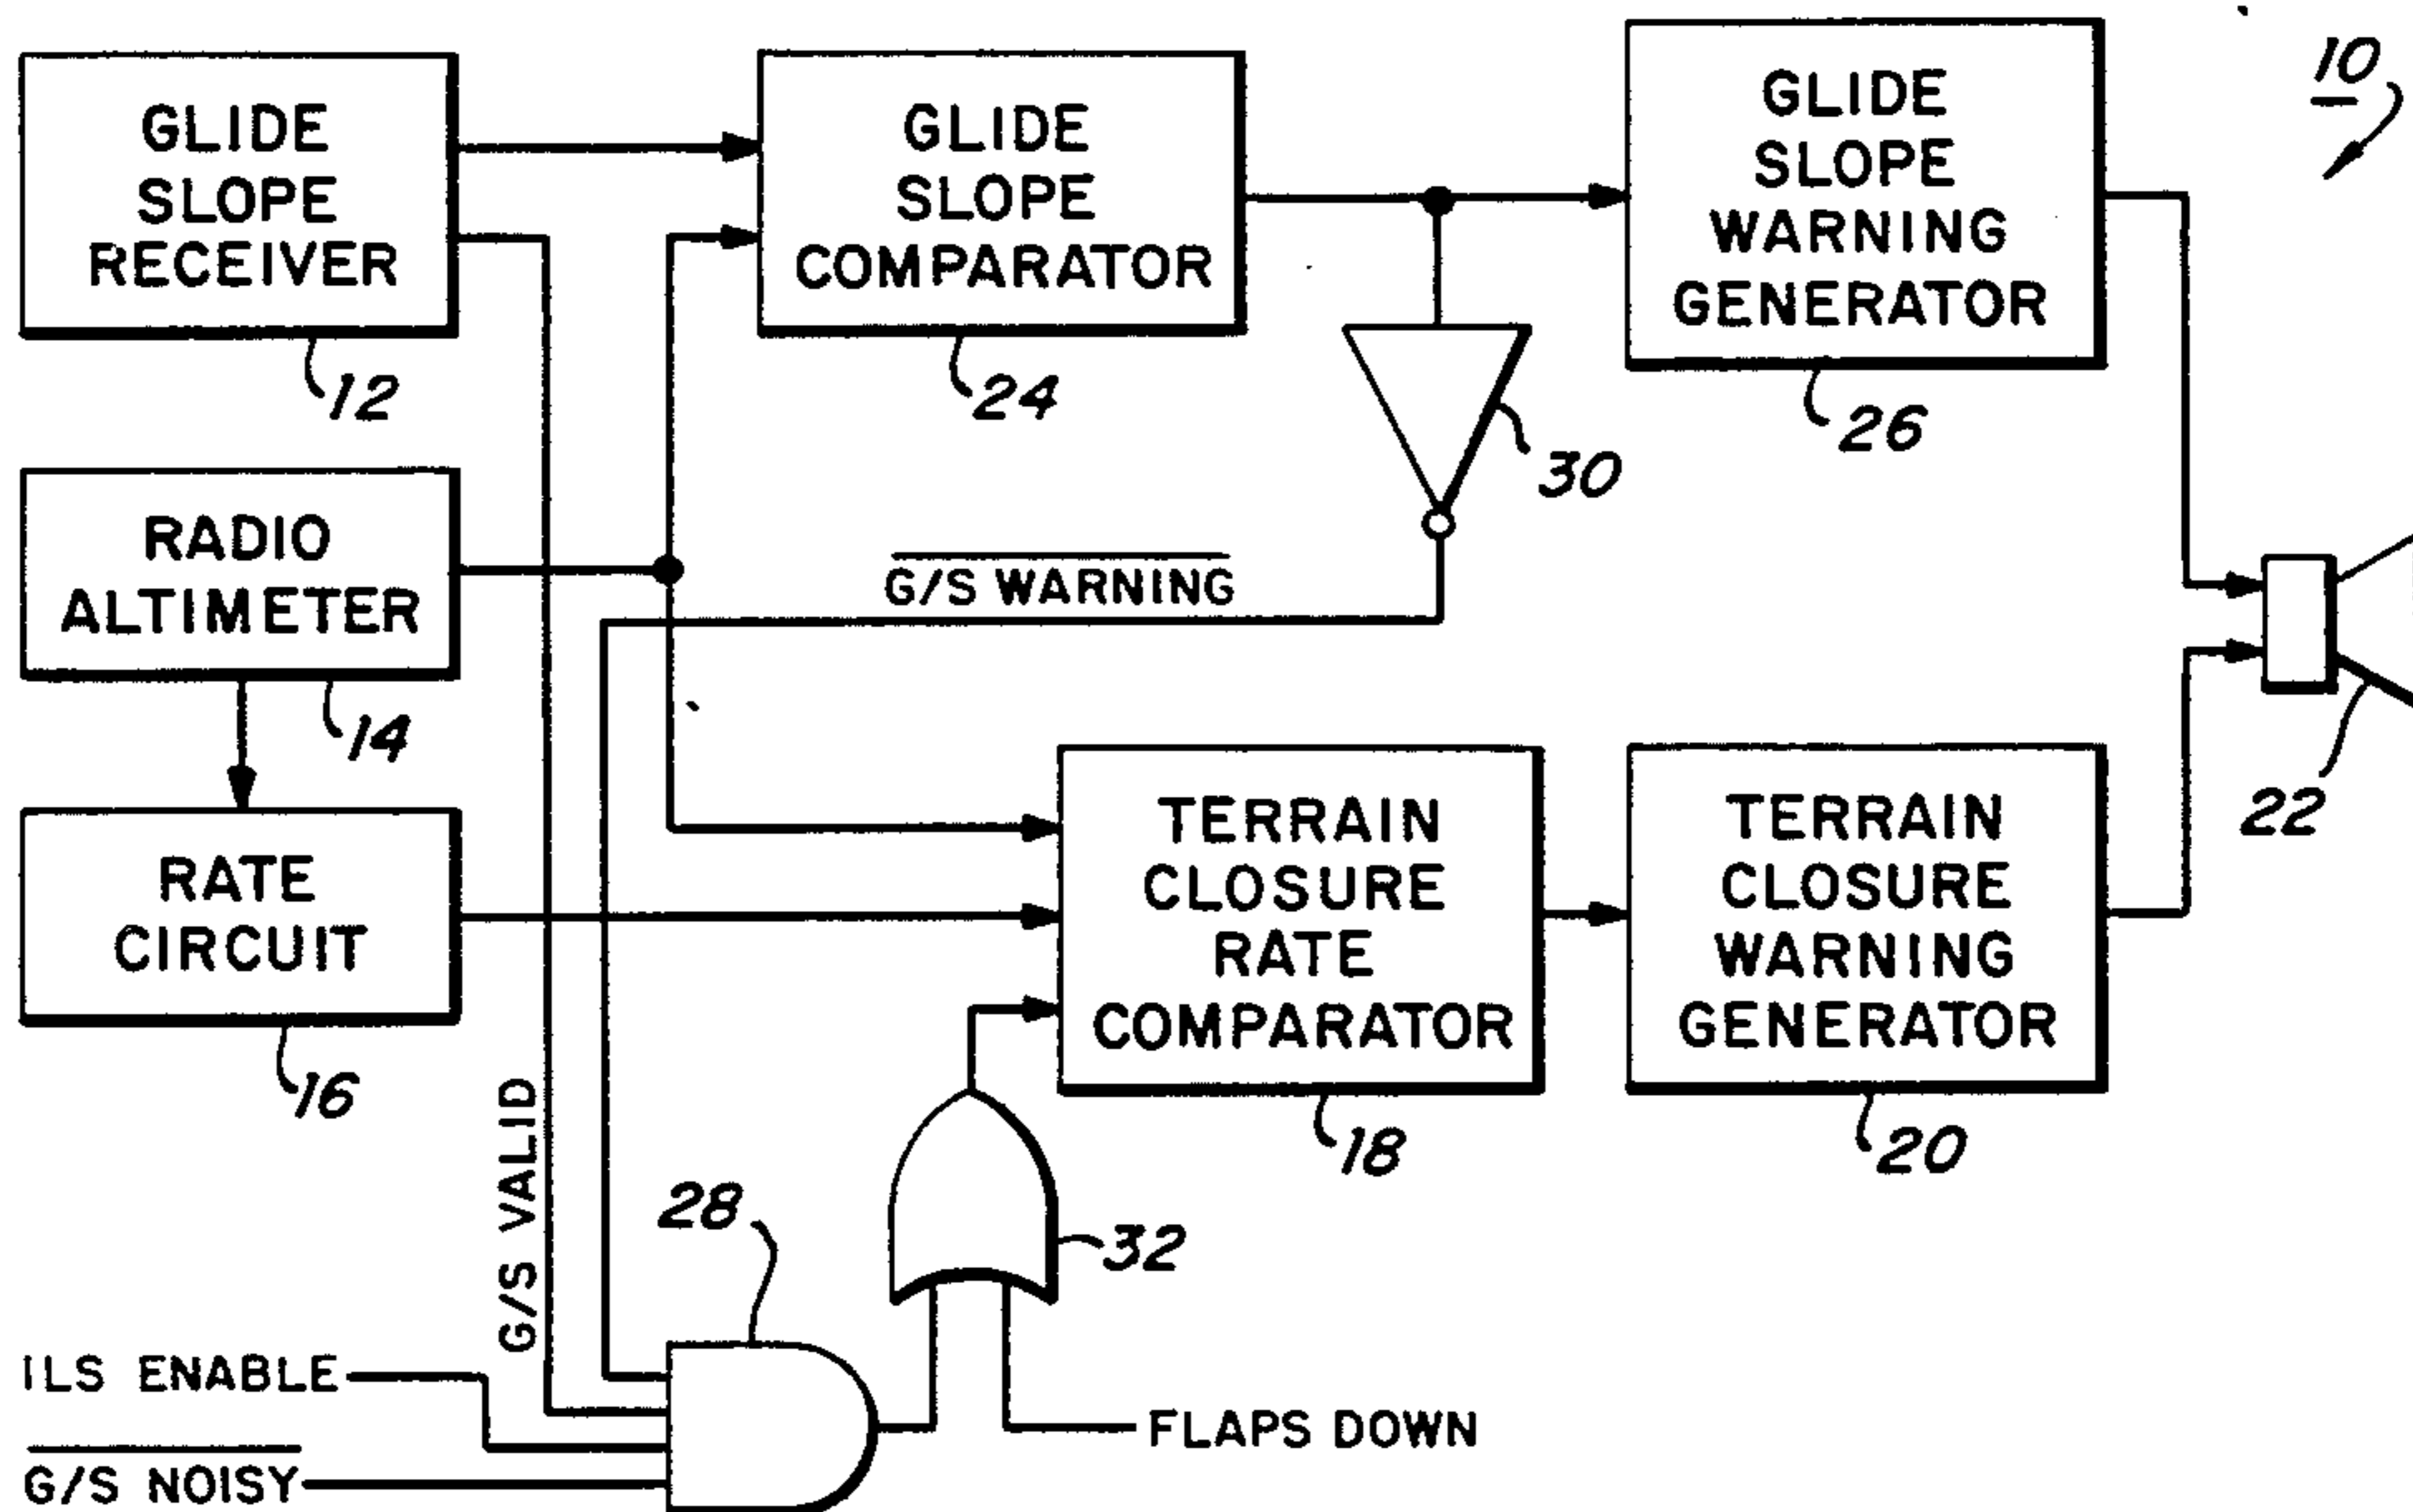 GLIDE
SLOPE
RECEIVER
12
GLIDE
SLOPE
COMPARATOR
24
GLIDE
SLOPE
WARNING
GENERATOR
26
10
30
RADIO
ALTIMETER
14
G/S WARNING
22
RATE
CIRCUIT
16
TERRAIN
CLOSURE
RATE
COMPARATOR
18
TERRAIN
CLOSURE
WARNING
GENERATOR
20
G/S VALID
28
32
ILS ENABLE
G/S NOISY
FLAPS DOWN